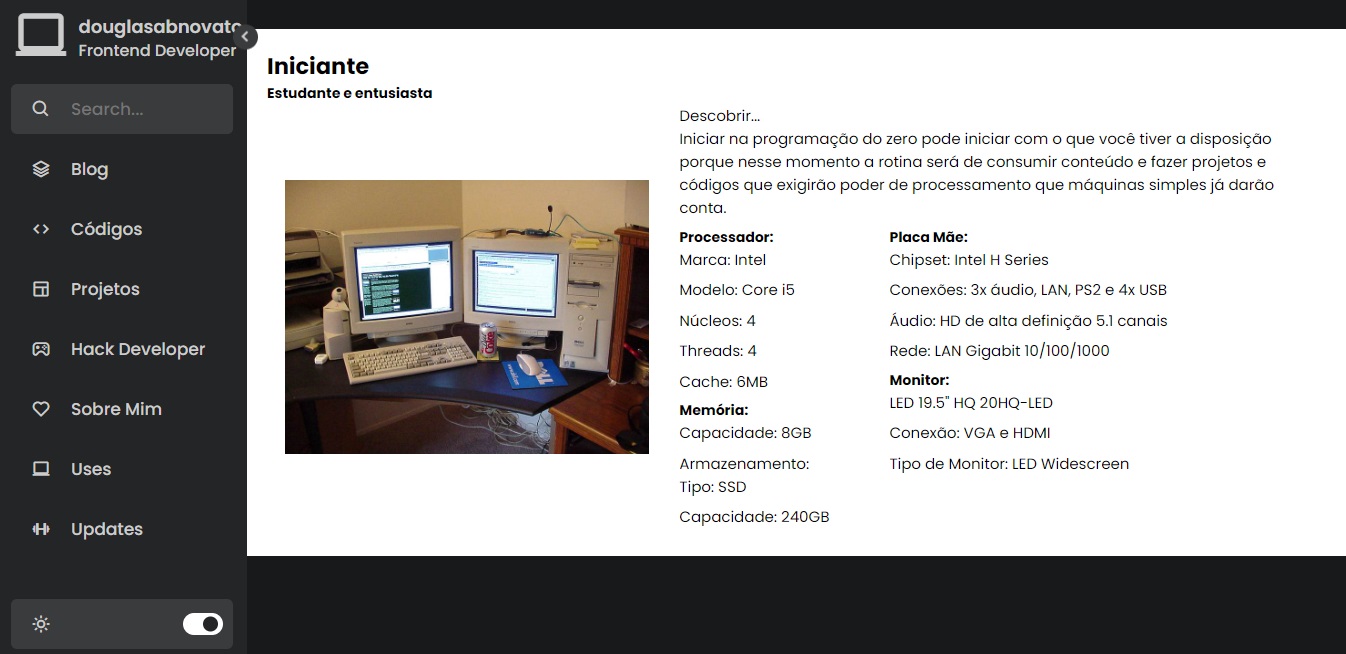 douglasabnovato
Frontend Developer
Search...
Blog
Códigos
Projetos
Hack Developer
Sobre Mim
Uses
Updates
Iniciante
Estudante e entusiasta
Descobrir...
Iniciar na programação do zero pode iniciar com o que você tiver a disposição
porque nesse momento a rotina será de consumir conteúdo e fazer projetos e
códigos que exigirão poder de processamento que máquinas simples já darão
conta.
Processador:
Marca: Intel
Modelo: Core i5
Núcleos: 4
Threads: 4
Cache: 6MB
Memória:
Capacidade: 8GB
Armazenamento:
Tipo: SSD
Capacidade: 240GB
Placa Mãe:
Chipset: Intel H Series
Conexões: 3x áudio, LAN, PS2 e 4x USB
Áudio: HD de alta definição 5.1 canais
Rede: LAN Gigabit 10/100/1000
Monitor:
LED 19.5" HQ 20HQ-LED
Conexão: VGA e HDMI
Tipo de Monitor: LED Widescreen